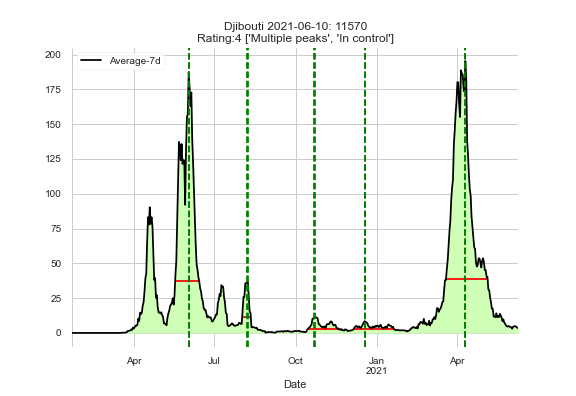 Djibouti 2021-06-10: 11570
Rating:4 ['Multiple peaks', 'In control']
Average-7d
200
175
150
125
100
75
50
25
0
Apr Jul Oct Jan Apr
2021
Date